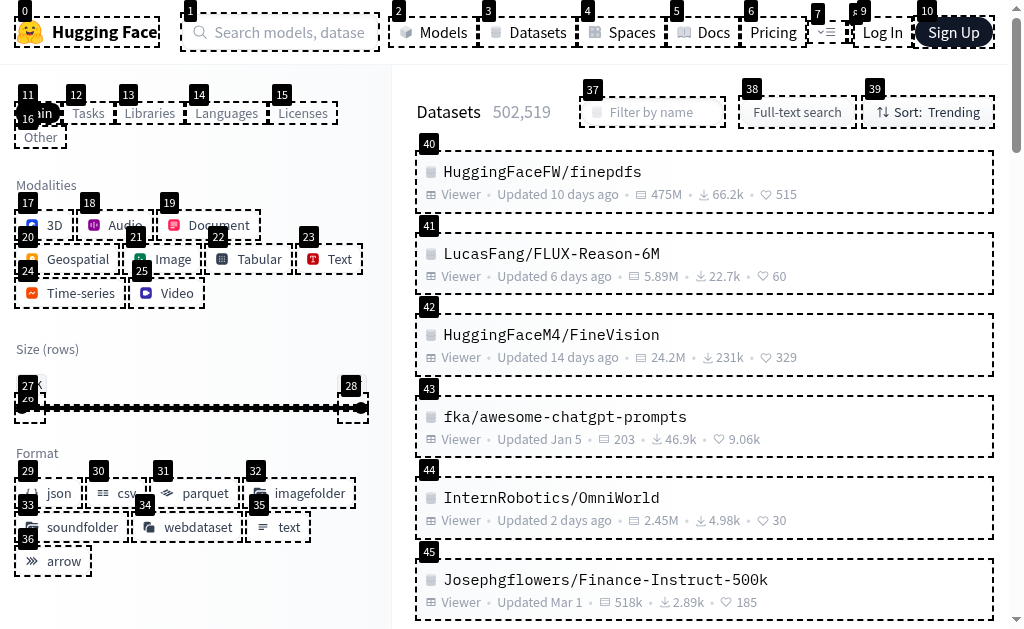 0 1 2 3 4 5 6 7 9 10
Hugging Face
Search models, datase
Models Datasets Spaces Docs Pricing Log In Sign Up
11 12 13 14 15
16 Tasks Libraries Languages Licenses
Other
Modalities
17 18 19
3D Audio Document
20 21 22 23
Geospatial Image Tabular Text
24 25
Time-series Video
Size (rows)
27 28
26
Format
29 30 31 32
json csv parquet imagefolder
33 34 35
soundfolder webdataset text
36
arrow
37 38 39
Datasets 502,519 Filter by name Full-text search Sort: Trending
40
HuggingFaceFW/finepdfs
Viewer • Updated 10 days ago • 475M • 66.2k • 515
41
LucasFang/FLUX-Reason-6M
Viewer • Updated 6 days ago • 5.89M • 22.7k • 60
42
HuggingFaceM4/FineVision
Viewer • Updated 14 days ago • 24.2M • 231k • 329
43
fka/awesome-chatgpt-prompts
Viewer • Updated Jan 5 • 203 • 46.9k • 9.06k
44
InternRobotics/OmniWorld
Viewer • Updated 2 days ago • 2.45M • 4.98k • 30
45
Josephgflowers/Finance-Instruct-500k
Viewer • Updated Mar 1 • 518k • 2.89k • 185